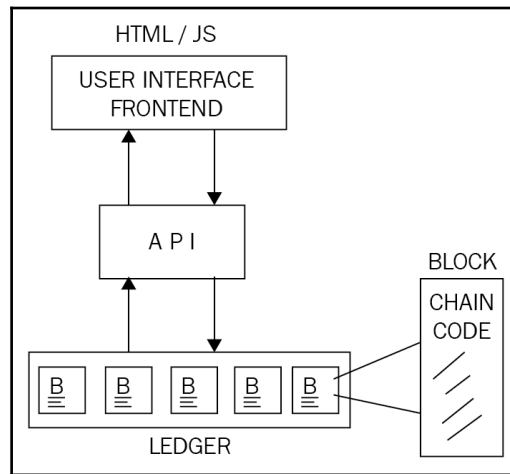 HTML / JS
USER INTERFACE
FRONTEND
A P I
BLOCK
CHAIN
CODE
B B B B B
LEDGER